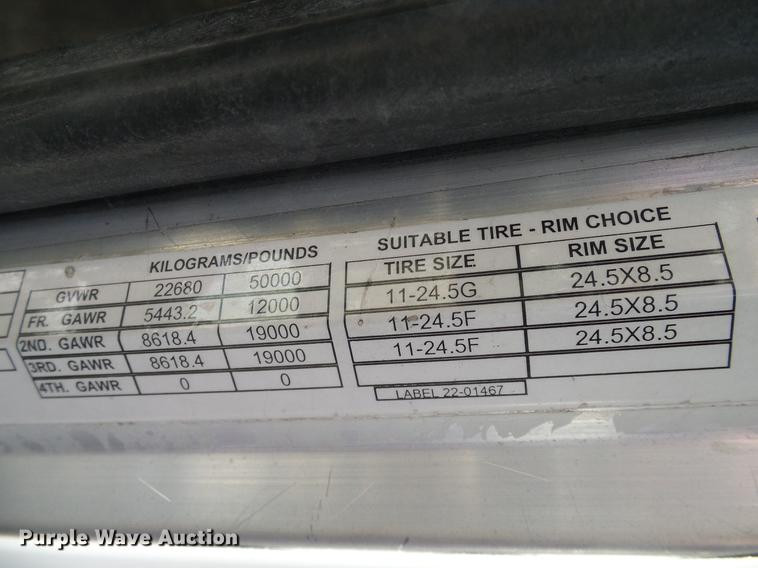 KILOGRAMS/POUNDS
GVWR 22680 50000
FR. GAWR 5443.2 12000
2ND. GAWR 8618.4 19000
3RD. GAWR 8618.4 19000
4TH. GAWR 0 0
SUITABLE TIRE - RIM CHOICE
TIRE SIZE RIM SIZE
11-24.5G 24.5X8.5
11-24.5F 24.5X8.5
11-24.5F 24.5X8.5
LABEL 22-01467
Purple Wave Auction